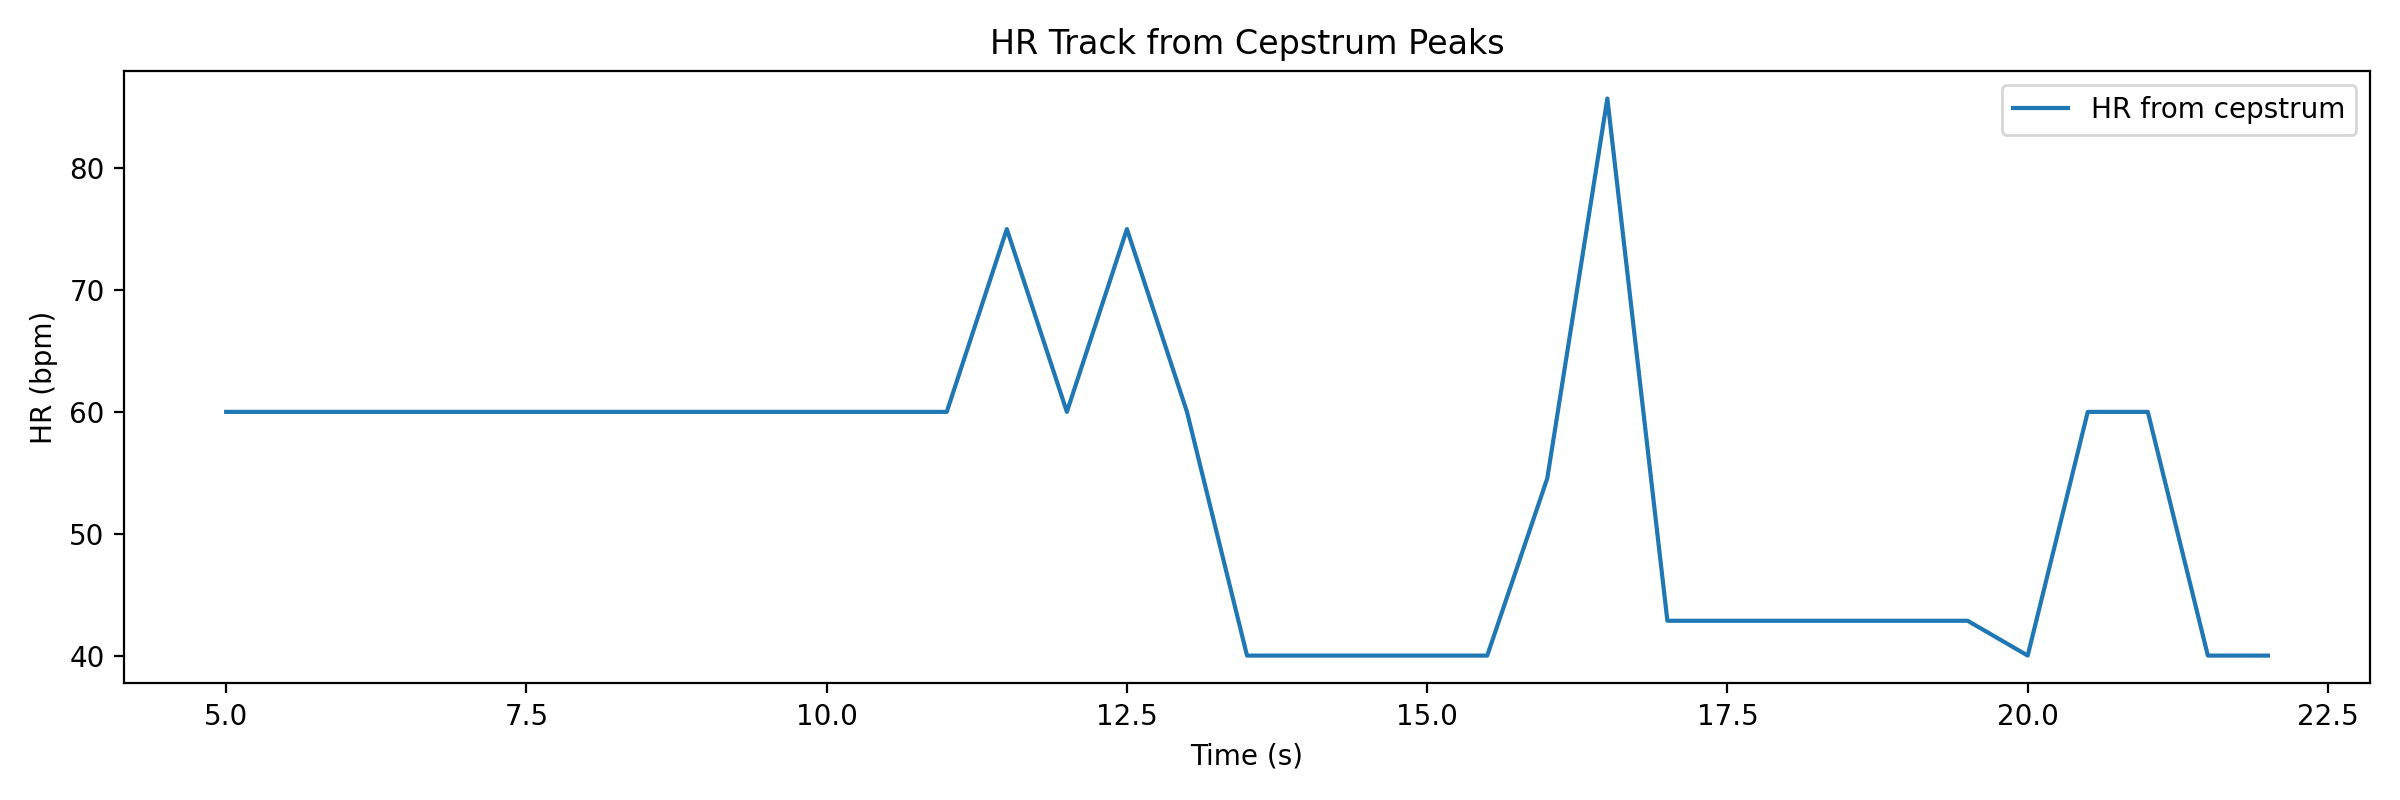 HR Track from Cepstrum Peaks
HR from cepstrum
HR (bpm)
80
70
60
50
40
5.0 7.5 10.0 12.5 15.0 17.5 20.0 22.5
Time (s)